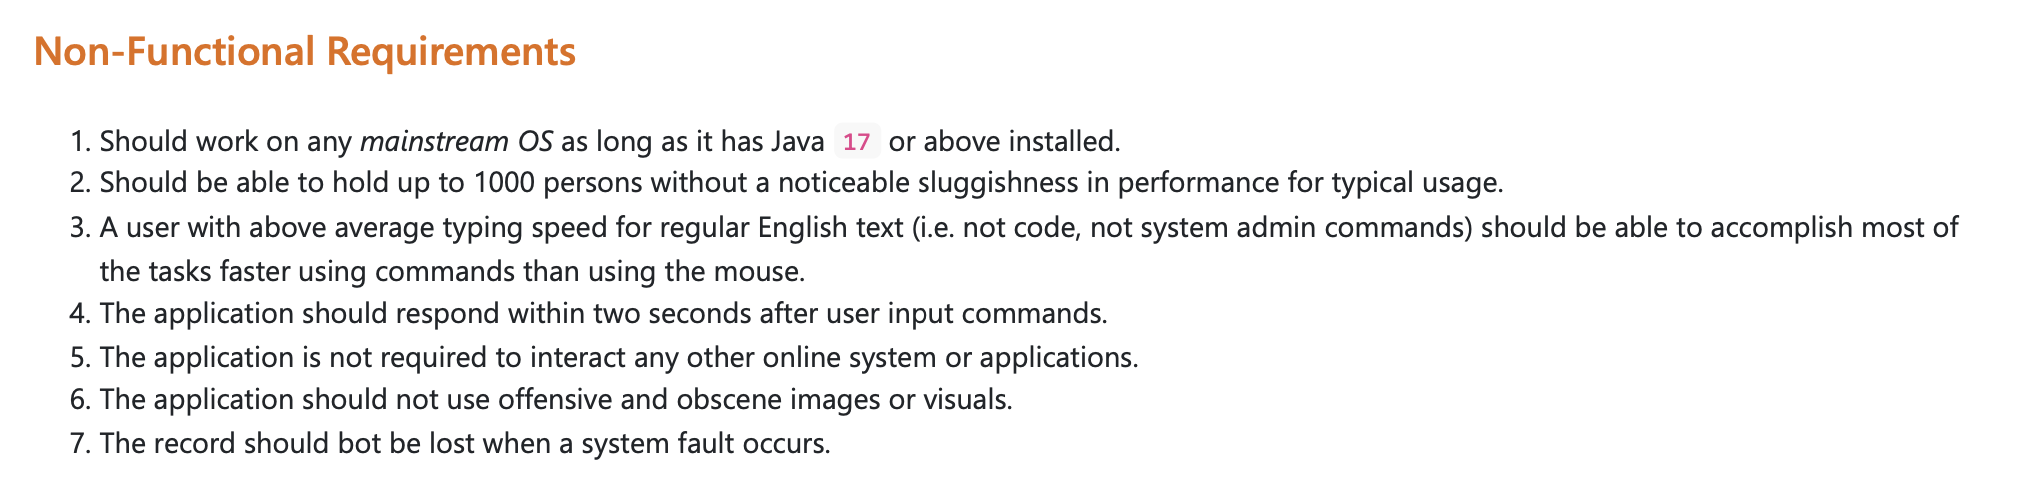 Non-Functional Requirements
1. Should work on any mainstream OS as long as it has Java 17 or above installed.
2. Should be able to hold up to 1000 persons without a noticeable sluggishness in performance for typical usage.
3. A user with above average typing speed for regular English text (i.e. not code, not system admin commands) should be able to accomplish most of
the tasks faster using commands than using the mouse.
4. The application should respond within two seconds after user input commands.
5. The application is not required to interact any other online system or applications.
6. The application should not use offensive and obscene images or visuals.
7. The record should bot be lost when a system fault occurs.